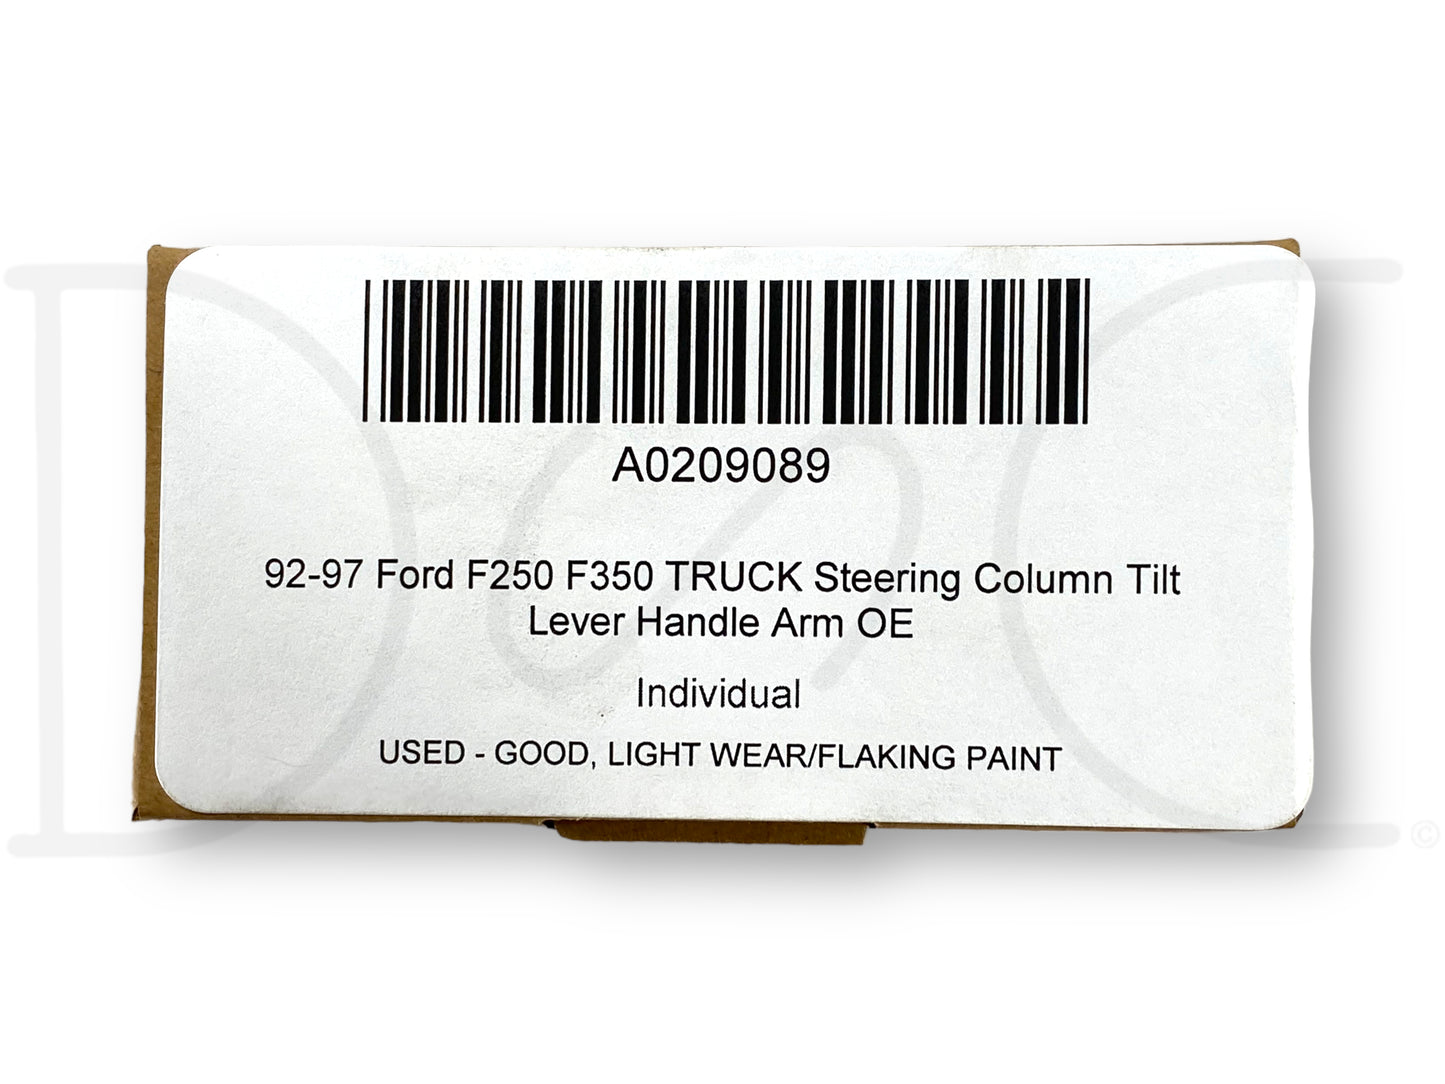 A0209089
92-97 Ford F250 F350 TRUCK Steering Column Tilt
Lever Handle Arm OE
Individual
USED - GOOD, LIGHT WEAR/FLAKING PAINT
©